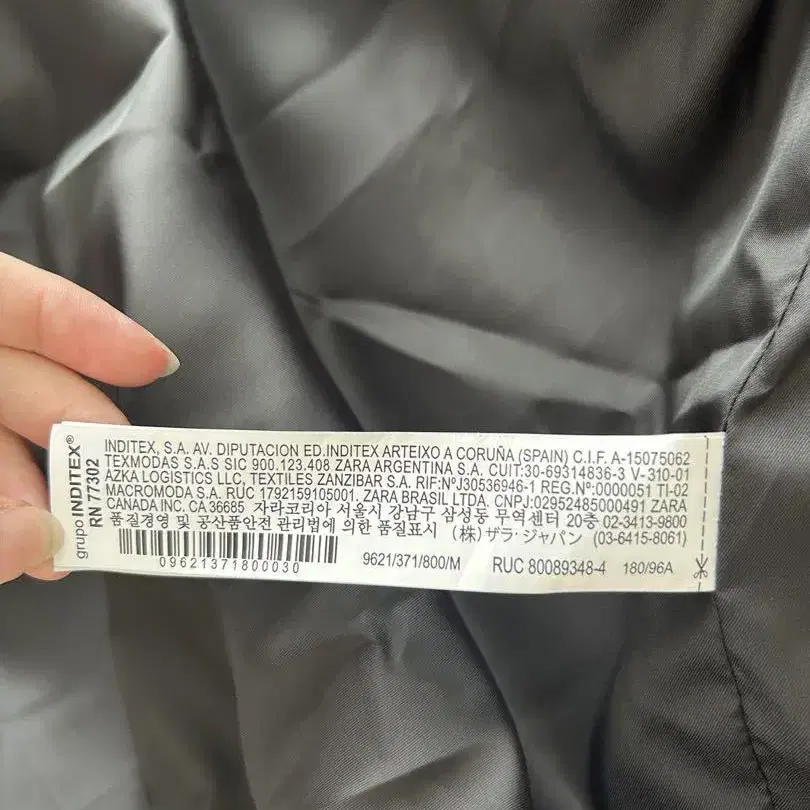 grupo INDITEX®
RN 77302
INDITEX, S.A. AV. DIPUTACION ED.INDITEX ARTEIXO A CORUÑA (SPAIN) C.I.F. A-15075062
TEXMODAS S.A.S SIC 900.123.408 ZARA ARGENTINA S.A. CUIT:30-69314836-3 V-310-01
AZKA LOGISTICS LLC, TEXTILES ZANZIBAR S.A. RIF:NºJ30536946-1 REG.Nº:0000051 TI-02
MACROMODA S.A. RUC 1792159105001. ZARA BRASIL LTDA. CNPJ:02952485000491 ZARA
CANADA INC. CA 36685 자라코리아 서울시 강남구 삼성동 무역센터 20층 02-3413-9800
품질경영 및 공산품안전 관리법에 의한 품질표시 (株) ザラ・ジャパン (03-6415-8061)
09621371800030
9621/371/800/M RUC 80089348-4 180/96A